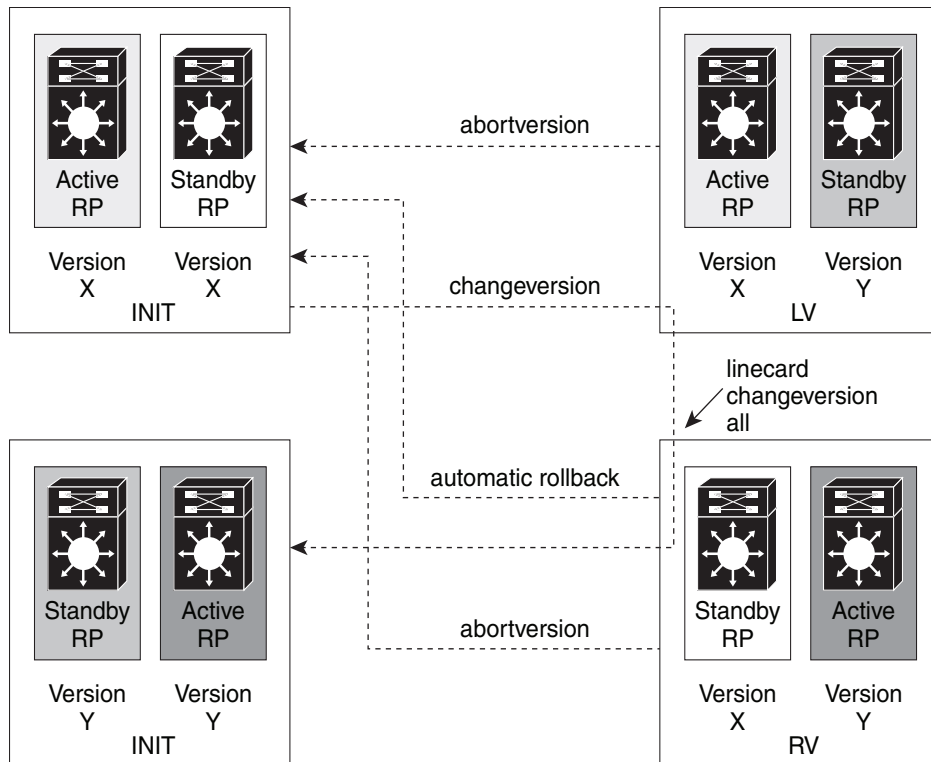 Active
RP
Standby
RP
Version
X
Version
X
INIT
abortversion
changeversion
Active
RP
Standby
RP
Version
X
Version
Y
LV
linecard
changeversion
all
Standby
RP
Active
RP
Version
Y
Version
Y
INIT
automatic rollback
abortversion
Standby
RP
Active
RP
Version
X
Version
Y
RV